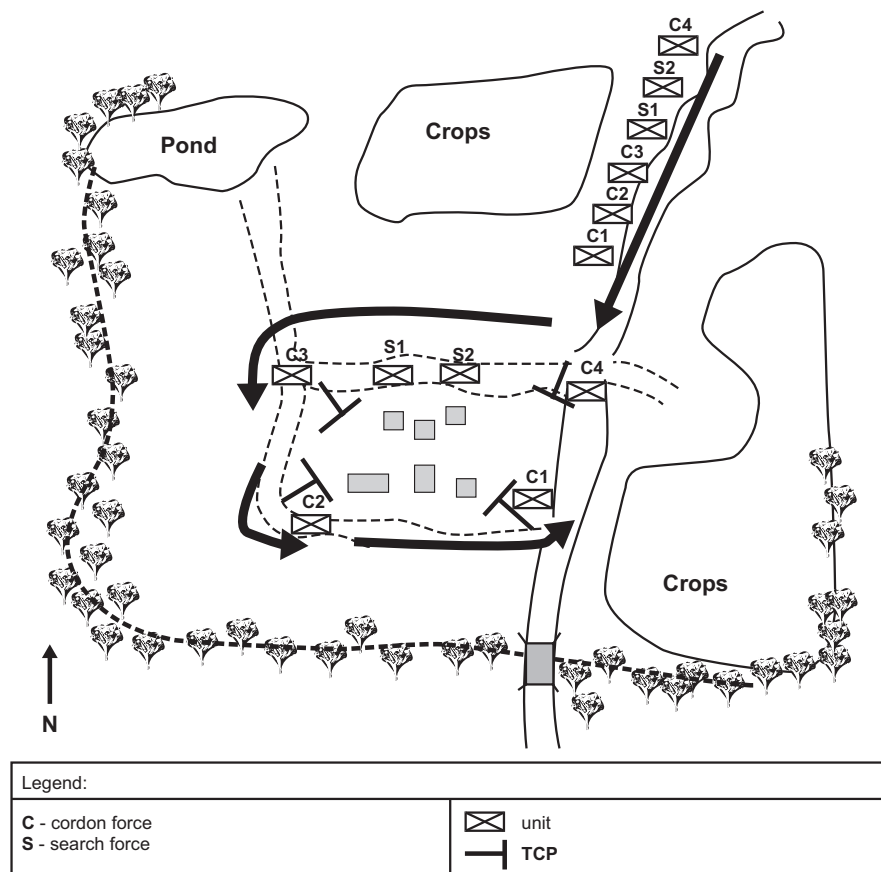 C4
S2
S1
C3
C2
C1
Pond
Crops
C3
S1
S2
C4
C2
C1
Crops
N
Legend:
C - cordon force
S - search force
unit
TCP